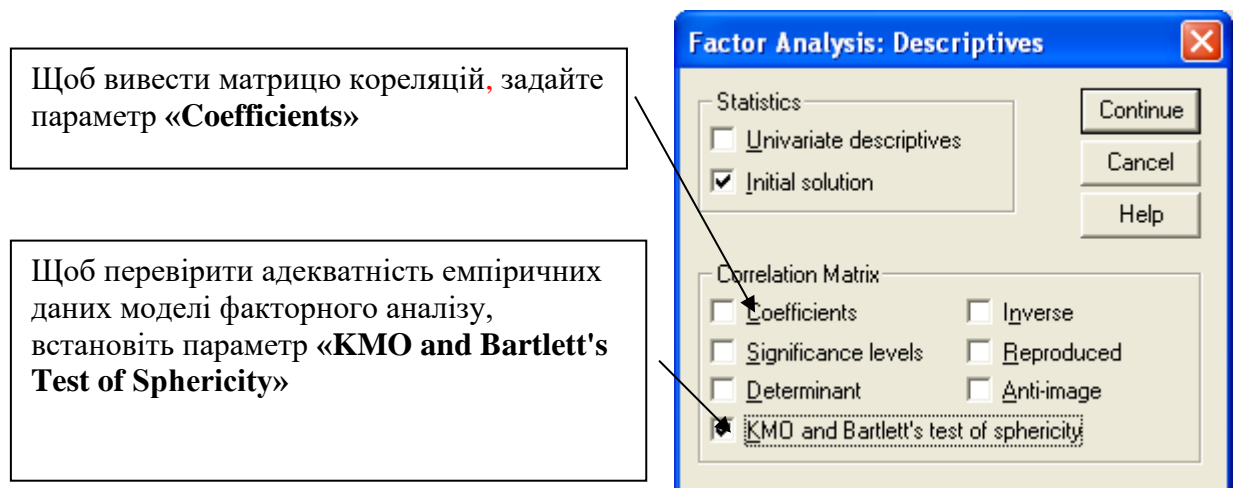 Щоб вивести матрицю кореляцій, задайте
параметр «Coefficients»
Щоб перевірити адекватність емпіричних
даних моделі факторного аналізу,
встановіть параметр «KMO and Bartlett's
Test of Sphericity»
Factor Analysis: Descriptives
Statistics
Univariate descriptives
Initial solution
Continue
Cancel
Help
Correlation Matrix
Coefficients
Inverse
Significance levels
Reproduced
Determinant
Anti-image
KMO and Bartlett's test of sphericity